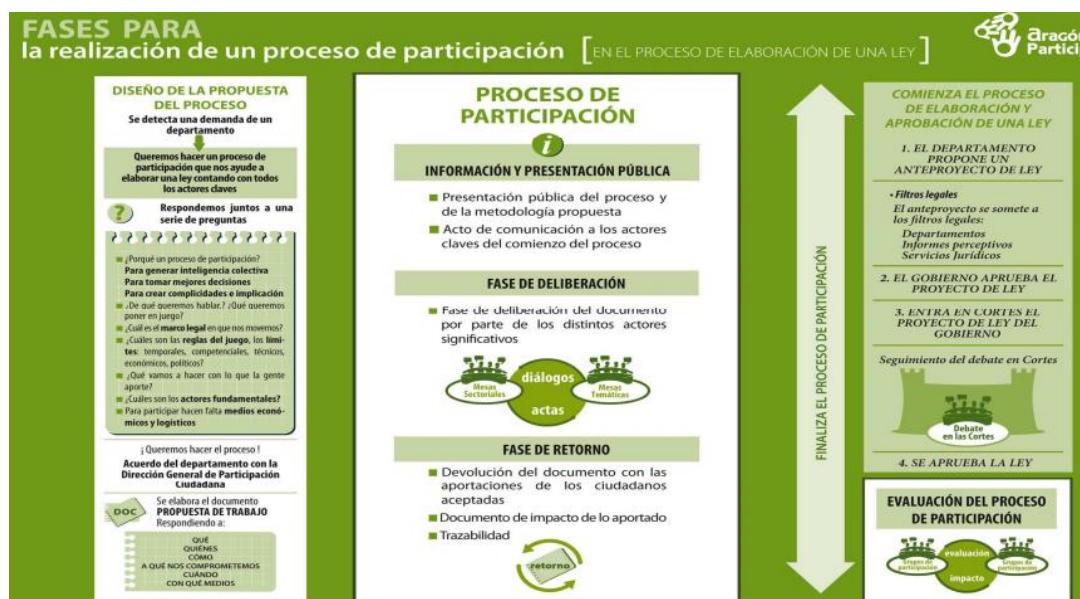 FASES PARA
la realización de un proceso de participación [EN EL PROCESO DE ELABORACIÓN DE UNA LEY]
aragón
Partici
DISEÑO DE LA PROPUESTA
DEL PROCESO
Se detecta una demanda de un
departamento
Queremos hacer un proceso de
participación que nos ayude a
elaborar una ley contando con todos
los actores claves
?
Respondemos juntos a una
serie de preguntas
¿Porqué un proceso de participación?
Para generar inteligencia colectiva
Para tomar mejores decisiones
Para crear complicidades e implicación
¿De qué queremos hablar.? ¿Qué queremos
poner en juego?
¿Cuál es el marco legal en que nos movemos?
¿Cuáles son las reglas del juego, los lími-
tes: temporales, competenciales, técnicos,
económicos, políticos?
¿Qué vamos a hacer con lo que la gente
aporte?
¿Cuáles son los actores fundamentales?
Para participar hacen falta medios econó-
micos y logísticos
¡ Queremos hacer el proceso !
Acuerdo del departamento con la
Dirección General de Participación
Ciudadana
DOC
Se elabora el documento
PROPUESTA DE TRABAJO
Respondiendo a:
QUÉ
QUIÉNES
CÓMO
A QUÉ NOS COMPROMETEMOS
CUÁNDO
CON QUÉ MEDIOS
PROCESO DE
PARTICIPACIÓN
i
INFORMACIÓN Y PRESENTACIÓN PÚBLICA
Presentación pública del proceso y
de la metodología propuesta
Acto de comunicación a los actores
claves del comienzo del proceso
FASE DE DELIBERACIÓN
Fase de deliberación del documento
por parte de los distintos actores
significativos
Mesas
Sectoriales
diálogos
actas
Mesas
Temáticas
FASE DE RETORNO
Devolución del documento con las
aportaciones de los ciudadanos
aceptadas
Documento de impacto de lo aportado
Trazabilidad
retorno
FINALIZA EL PROCESO DE PARTICIPACIÓN
COMIENZA EL PROCESO
DE ELABORACIÓN Y
APROBACIÓN DE UNA LEY
1. EL DEPARTAMENTO
PROPONE UN
ANTEPROYECTO DE LEY
• Filtros legales
El anteproyecto se somete a
los filtros legales:
Departamentos
Informes perceptivos
Servicios Jurídicos
2. EL GOBIERNO APRUEBA EL
PROYECTO DE LEY
3. ENTRA EN CORTES EL
PROYECTO DE LEY DEL
GOBIERNO
Seguimiento del debate en Cortes
Debate
en las Cortes
4. SE APRUEBA LA LEY
EVALUACIÓN DEL PROCESO
DE PARTICIPACIÓN
Grupos de
participación
evaluación
impacto
Grupos de
participación